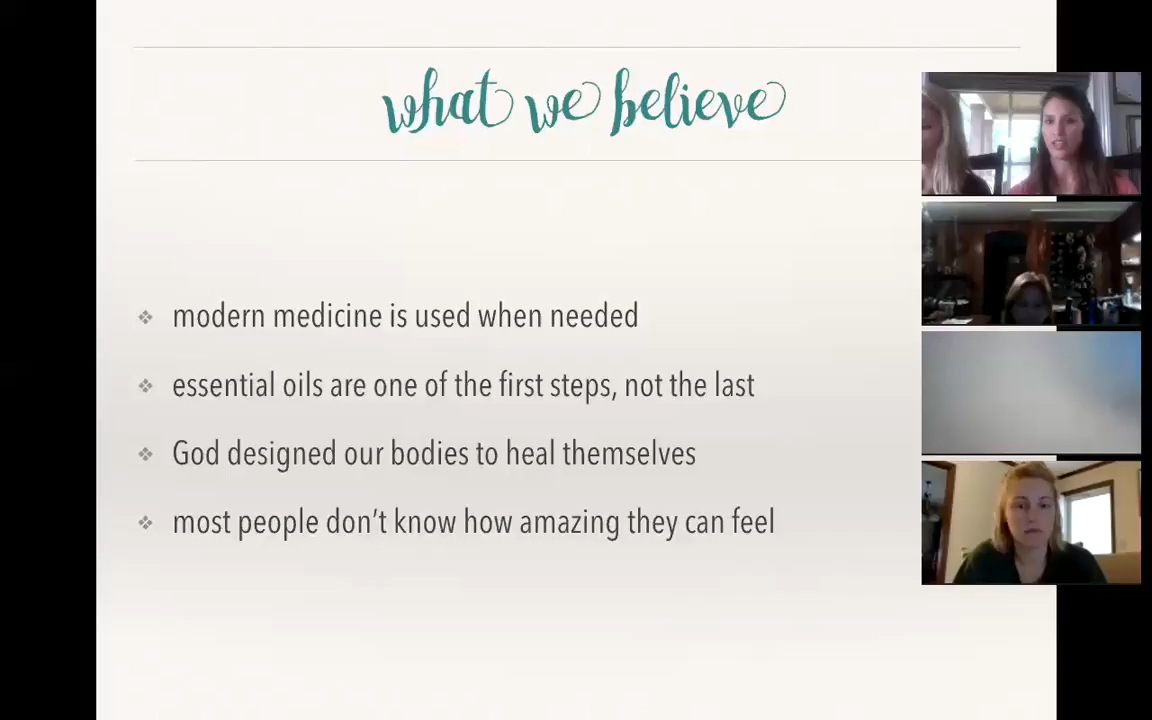 what we believe
modern medicine is used when needed
essential oils are one of the first steps, not the last
God designed our bodies to heal themselves
most people don't know how amazing they can feel